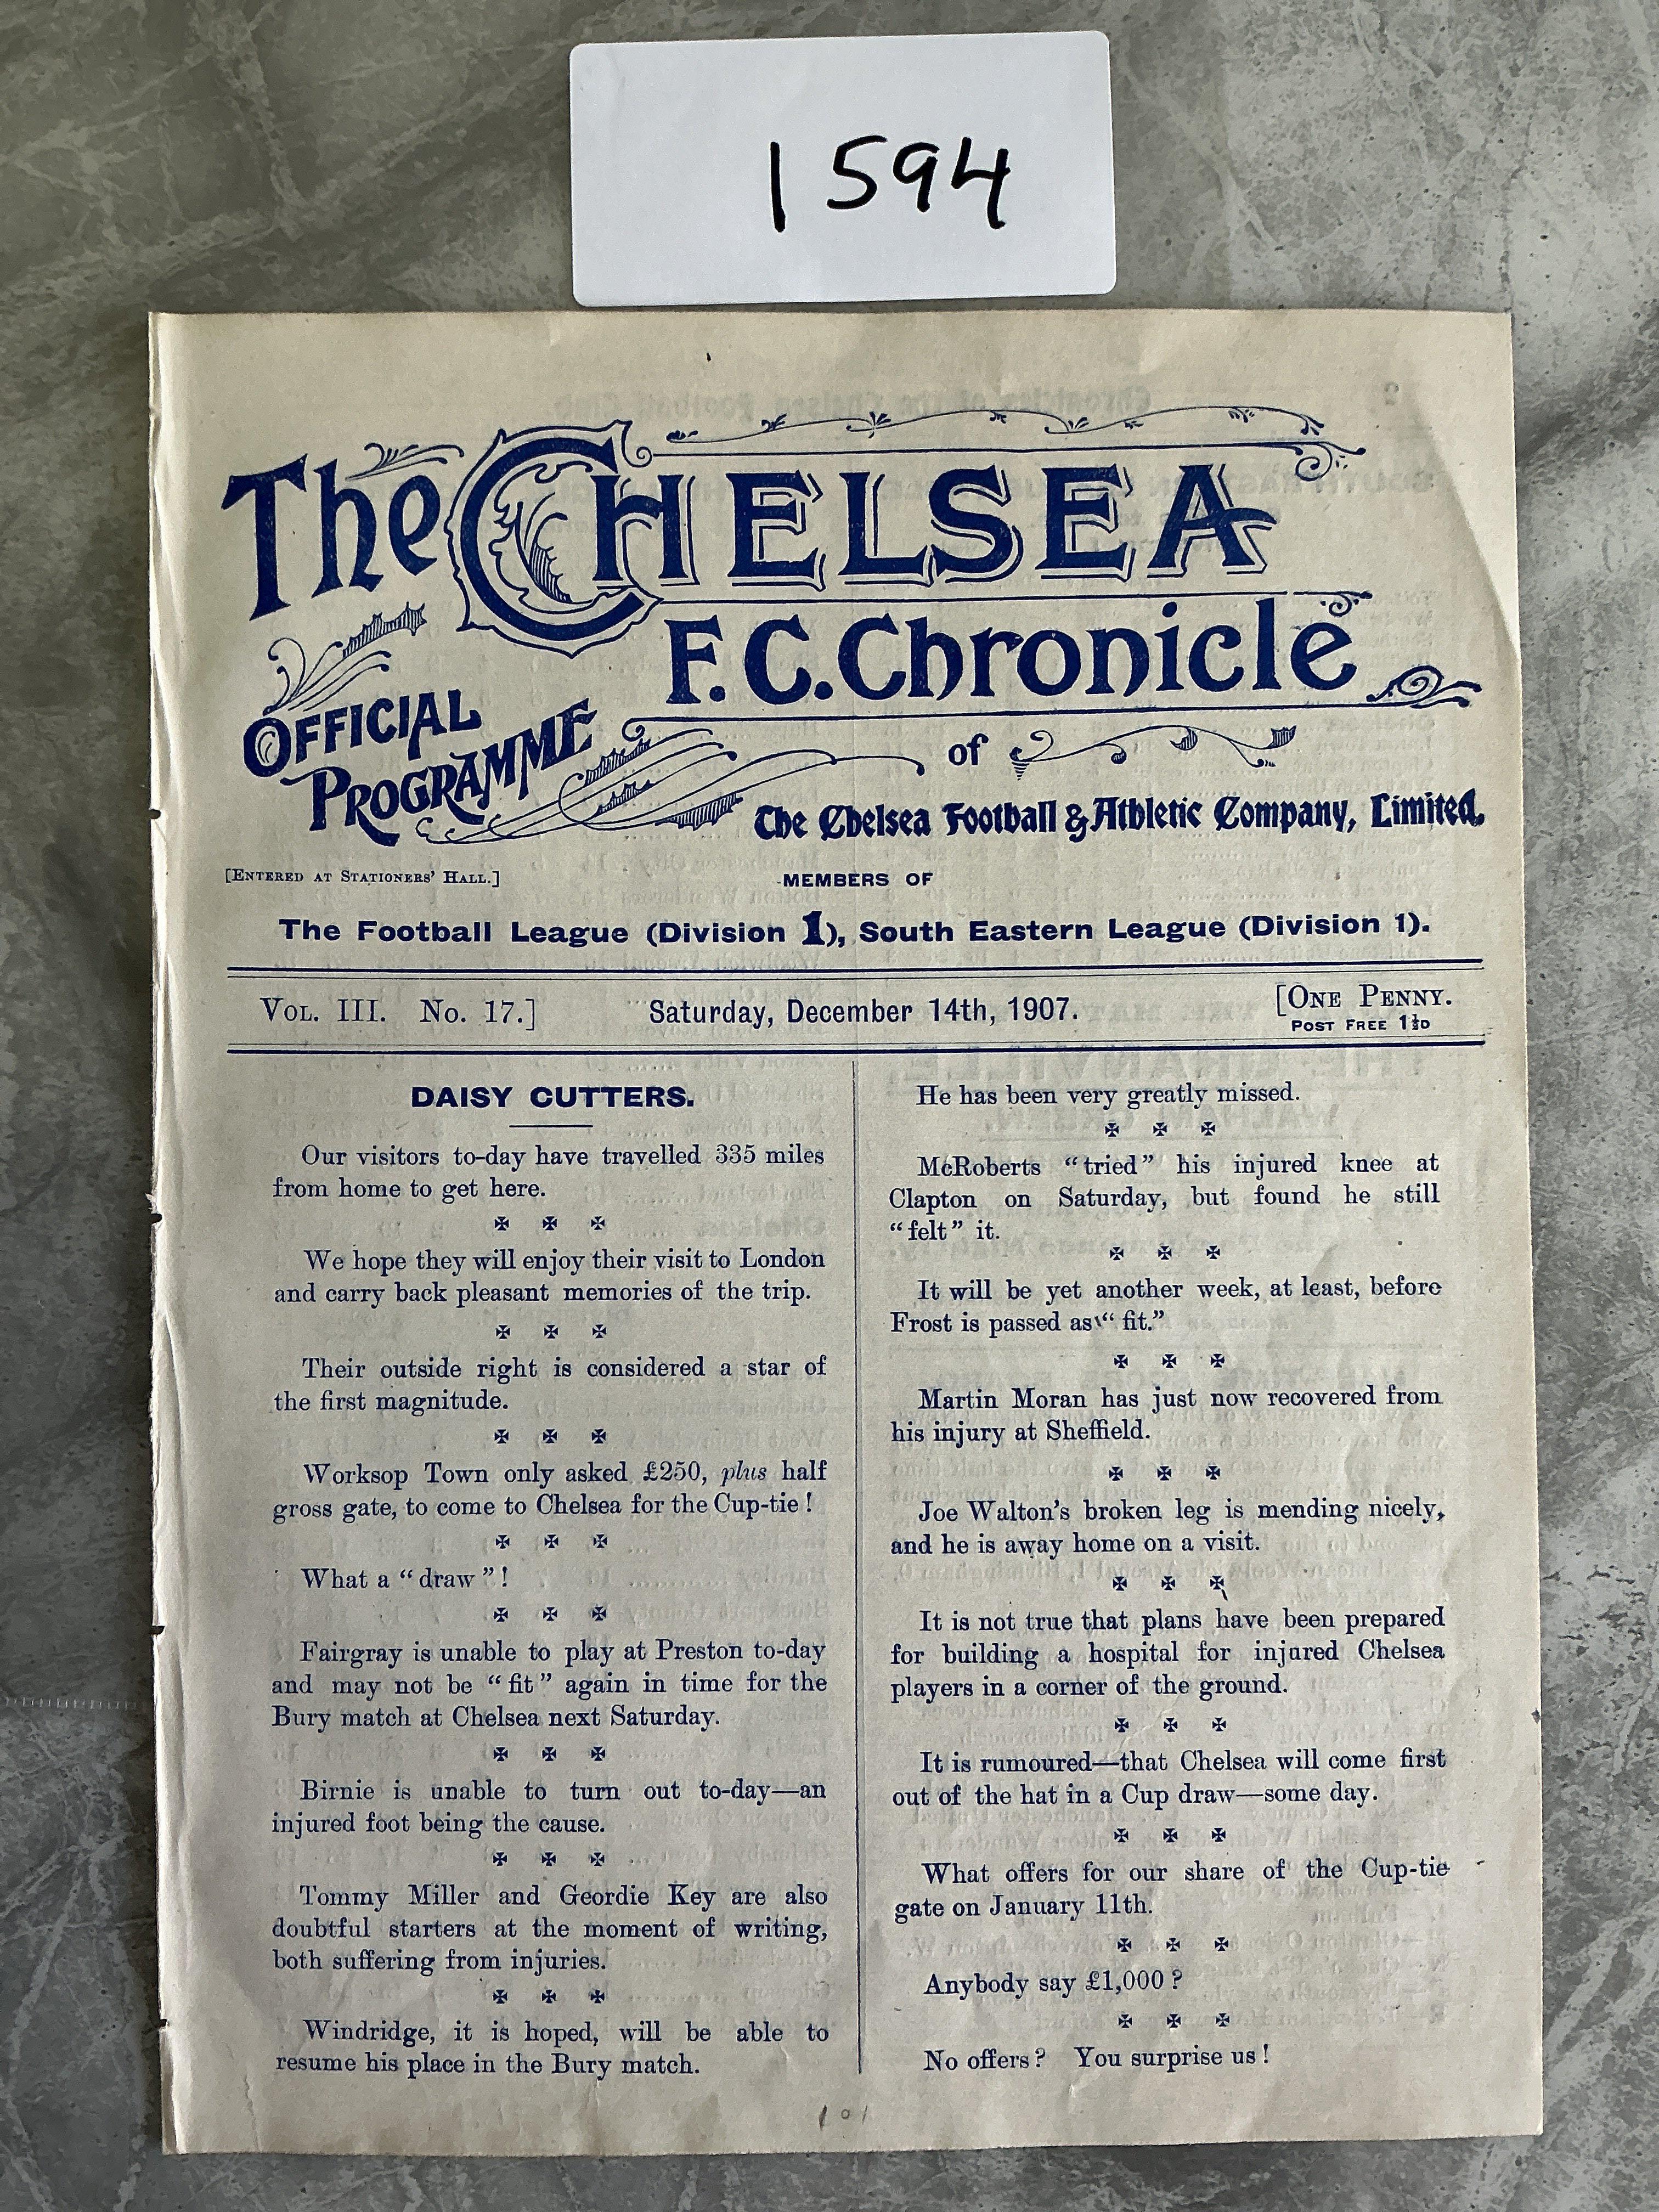 1594
The CHELSEA
F.C. Chronicle
OFFICIAL
PROGRAMME
of
The Chelsea Football & Athletic Company, Limited.
[ENTERED AT STATIONERS' HALL.]
MEMBERS OF
The Football League (Division 1), South Eastern League (Division 1).
VOL. III. No. 17.]
Saturday, December 14th, 1907.
[ONE PENNY.
POST FREE 1½D
DAISY CUTTERS.
Our visitors to-day have travelled 335 miles
from home to get here.
✠ ✠ ✠
We hope they will enjoy their visit to London
and carry back pleasant memories of the trip.
✠ ✠ ✠
Their outside right is considered a star of
the first magnitude.
✠ ✠ ✠
Worksop Town only asked £250, plus half
gross gate, to come to Chelsea for the Cup-tie !
✠ ✠ ✠
What a “ draw ” !
✠ ✠ ✠
Fairgray is unable to play at Preston to-day
and may not be “ fit ” again in time for the
Bury match at Chelsea next Saturday.
✠ ✠ ✠
Birnie is unable to turn out to-day—an
injured foot being the cause.
✠ ✠ ✠
Tommy Miller and Geordie Key are also
doubtful starters at the moment of writing,
both suffering from injuries.
✠ ✠ ✠
Windridge, it is hoped, will be able to
resume his place in the Bury match.
He has been very greatly missed.
✠ ✠ ✠
McRoberts “ tried ” his injured knee at
Clapton on Saturday, but found he still
“ felt ” it.
✠ ✠ ✠
It will be yet another week, at least, before
Frost is passed as “ fit.”
✠ ✠ ✠
Martin Moran has just now recovered from
his injury at Sheffield.
✠ ✠ ✠
Joe Walton's broken leg is mending nicely,
and he is away home on a visit.
✠ ✠ ✠
It is not true that plans have been prepared
for building a hospital for injured Chelsea
players in a corner of the ground.
✠ ✠ ✠
It is rumoured—that Chelsea will come first
out of the hat in a Cup draw—some day.
✠ ✠ ✠
What offers for our share of the Cup-tie
gate on January 11th.
✠ ✠ ✠
Anybody say £1,000 ?
✠ ✠ ✠
No offers ? You surprise us !